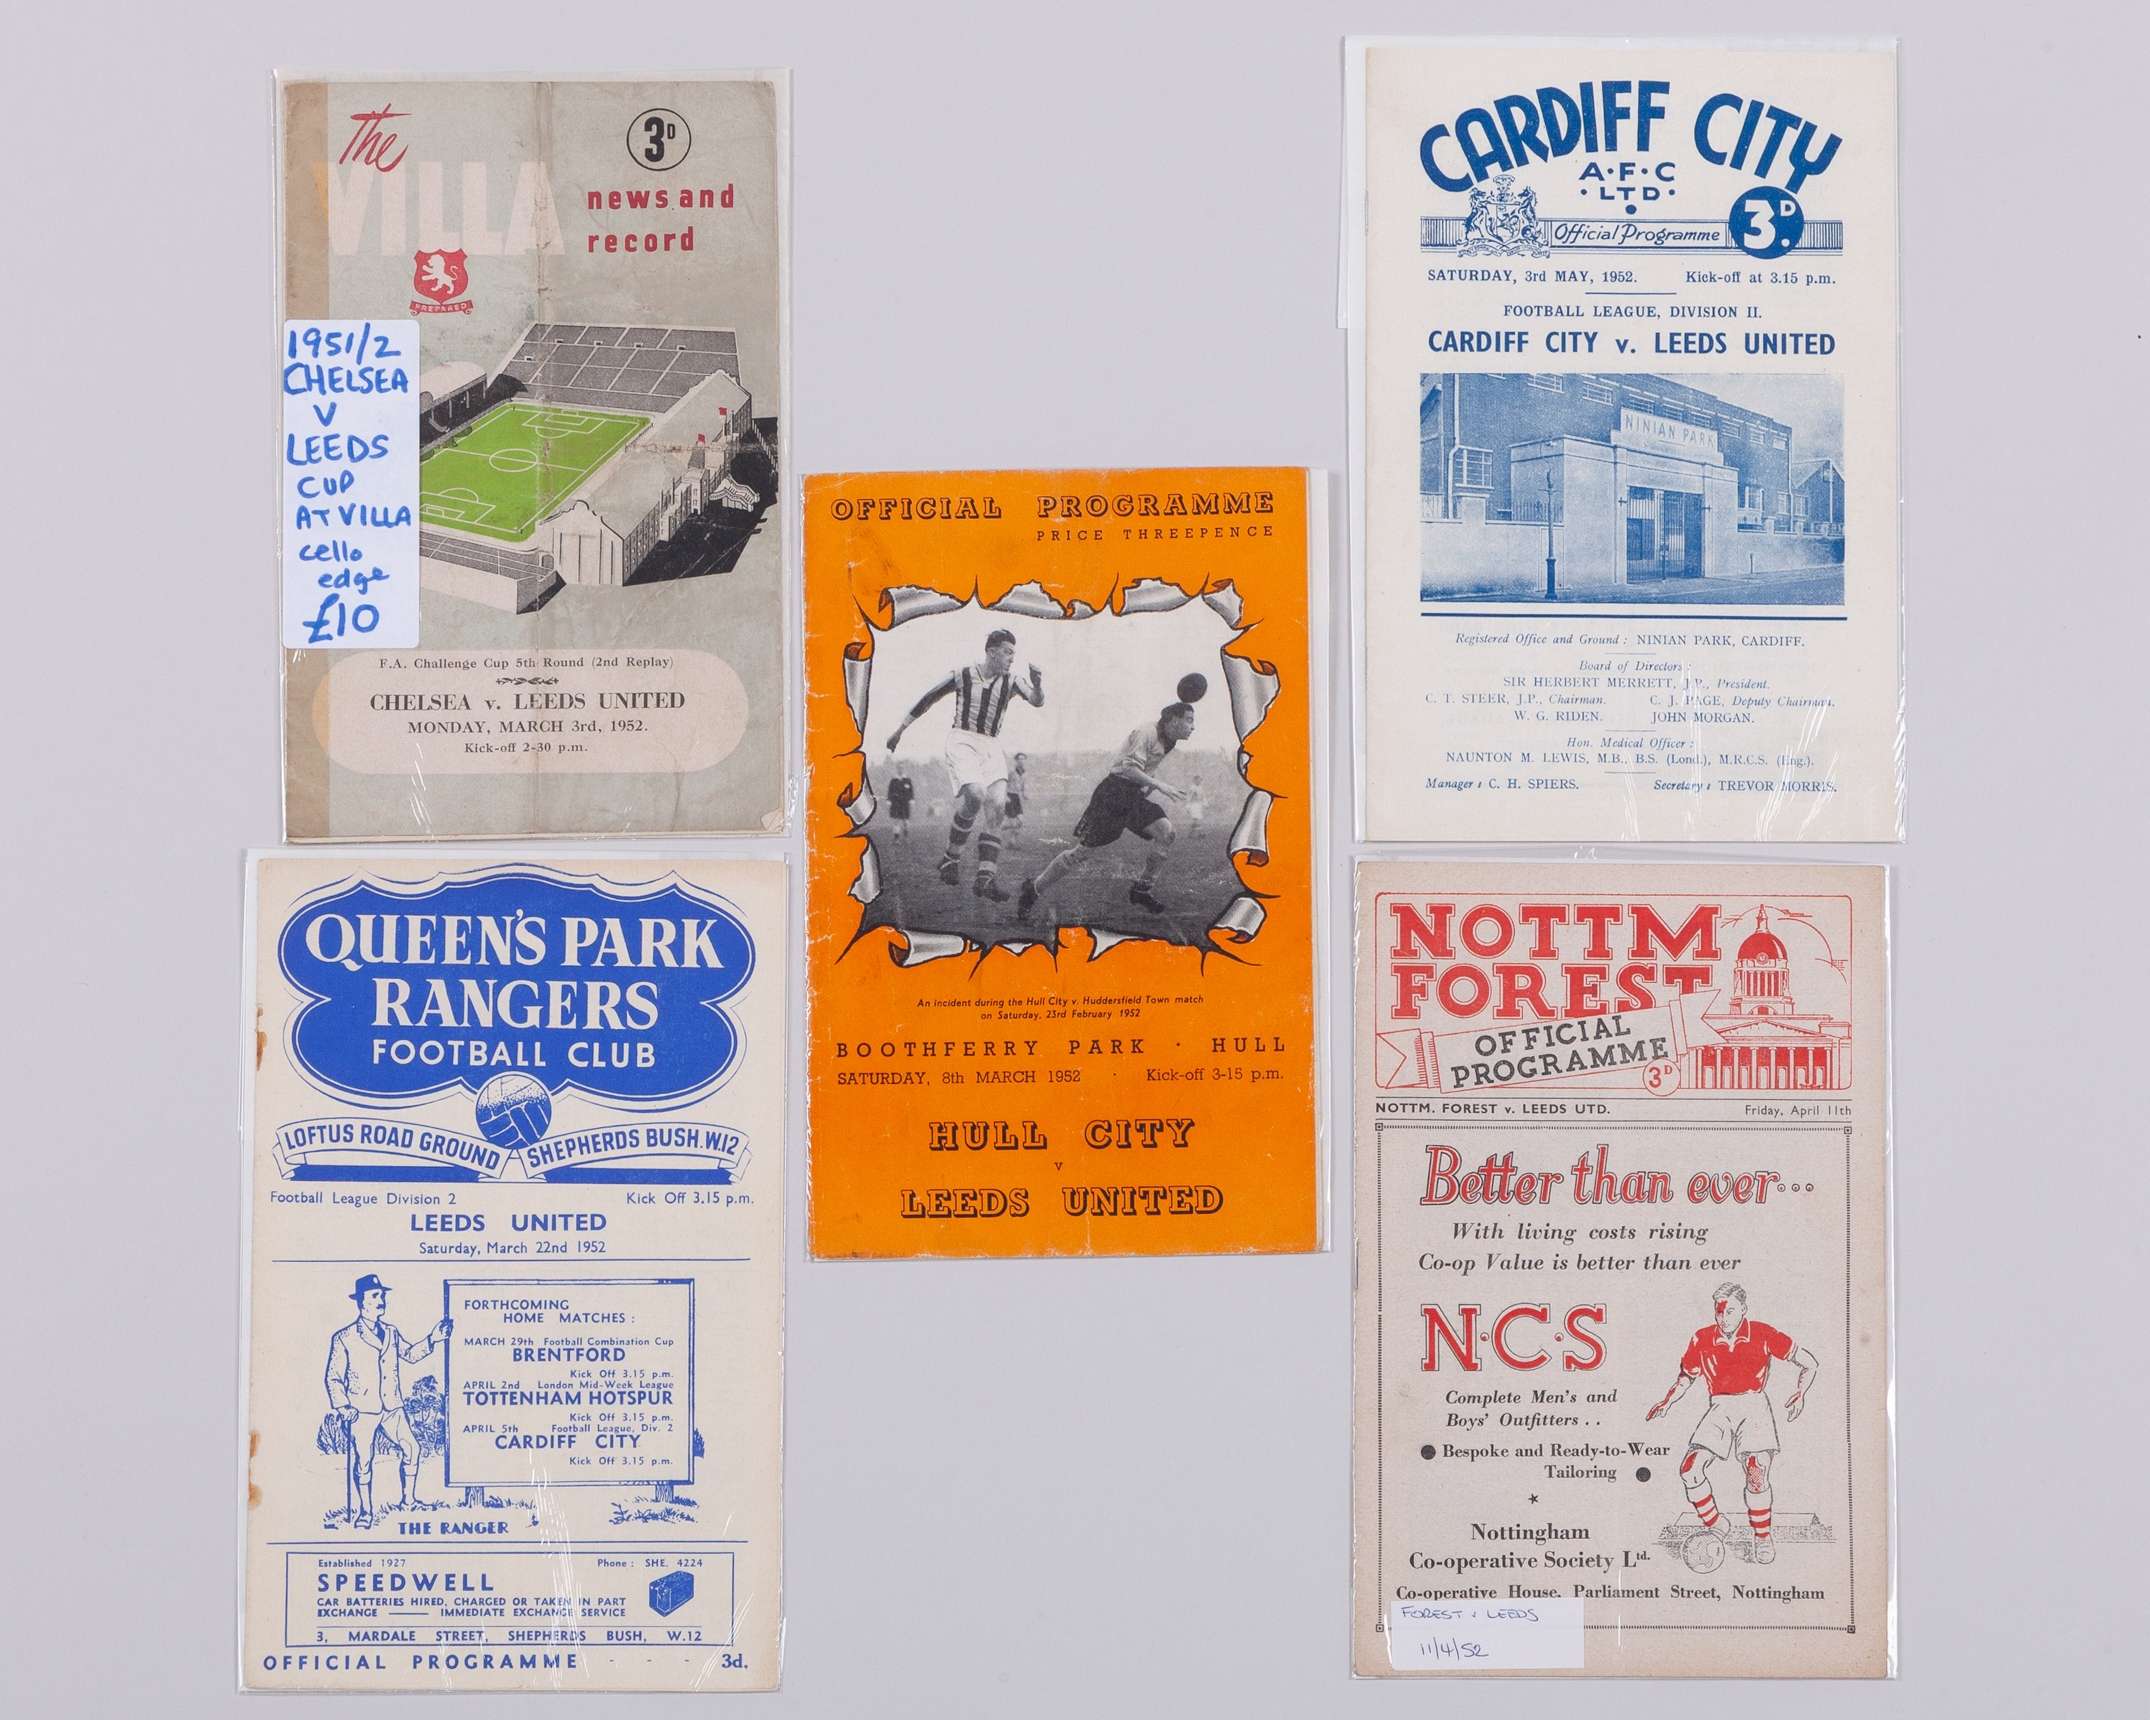 The
VILLA
3D
news and
record
PREPARED
1951/2
CHELSEA
V
LEEDS
CUP
AT VILLA
cello
edge
£10
F.A. Challenge Cup 5th Round (2nd Replay)
CHELSEA v. LEEDS UNITED
MONDAY, MARCH 3rd, 1952.
Kick-off 2-30 p.m.
QUEEN'S PARK
RANGERS
FOOTBALL CLUB
LOFTUS ROAD GROUND SHEPHERDS BUSH.W.12
Football League Division 2 Kick Off 3.15 p.m.
LEEDS UNITED
Saturday, March 22nd 1952
FORTHCOMING
HOME MATCHES :
MARCH 29th Football Combination Cup
BRENTFORD
Kick Off 3.15 p.m.
APRIL 2nd London Mid-Week League
TOTTENHAM HOTSPUR
Kick Off 3.15 p.m.
APRIL 5th Football League, Div. 2
CARDIFF CITY
Kick Off 3.15 p.m.
THE RANGER
Established 1927 Phone : SHE. 4224
SPEEDWELL
CAR BATTERIES HIRED, CHARGED OR TAKEN IN PART
EXCHANGE —— IMMEDIATE EXCHANGE SERVICE
3, MARDALE STREET, SHEPHERDS BUSH, W.12
OFFICIAL PROGRAMME - - - 3d.
OFFICIAL PROGRAMME
PRICE THREEPENCE
An incident during the Hull City v. Huddersfield Town match
on Saturday, 23rd February 1952
BOOTHFERRY PARK · HULL
SATURDAY, 8th MARCH 1952 · Kick-off 3-15 p.m.
HULL CITY
v
LEEDS UNITED
CARDIFF CITY
A·F·C
·LTD·
Official Programme 3D.
SATURDAY, 3rd MAY, 1952. Kick-off at 3.15 p.m.
FOOTBALL LEAGUE, DIVISION II.
CARDIFF CITY v. LEEDS UNITED
NINIAN PARK
Registered Office and Ground : NINIAN PARK, CARDIFF.
Board of Directors :
SIR HERBERT MERRETT, J.P., President.
C. T. STEER, J.P., Chairman. C. J. PAGE, Deputy Chairman.
W. G. RIDEN. JOHN MORGAN.
Hon. Medical Officer :
NAUNTON M. LEWIS, M.B., B.S. (Lond.), M.R.C.S. (Eng.).
Manager : C. H. SPIERS. Secretary : TREVOR MORRIS.
NOTTM
FOREST
OFFICIAL
PROGRAMME
3D
NOTTM. FOREST v. LEEDS UTD. Friday, April 11th
Better than ever...
With living costs rising
Co-op Value is better than ever
N·C·S
Complete Men's and
Boys' Outfitters . .
● Bespoke and Ready-to-Wear
Tailoring ●
Nottingham
Co-operative Society Ltd.
Co-operative House, Parliament Street, Nottingham
FOREST v LEEDS
11/4/52